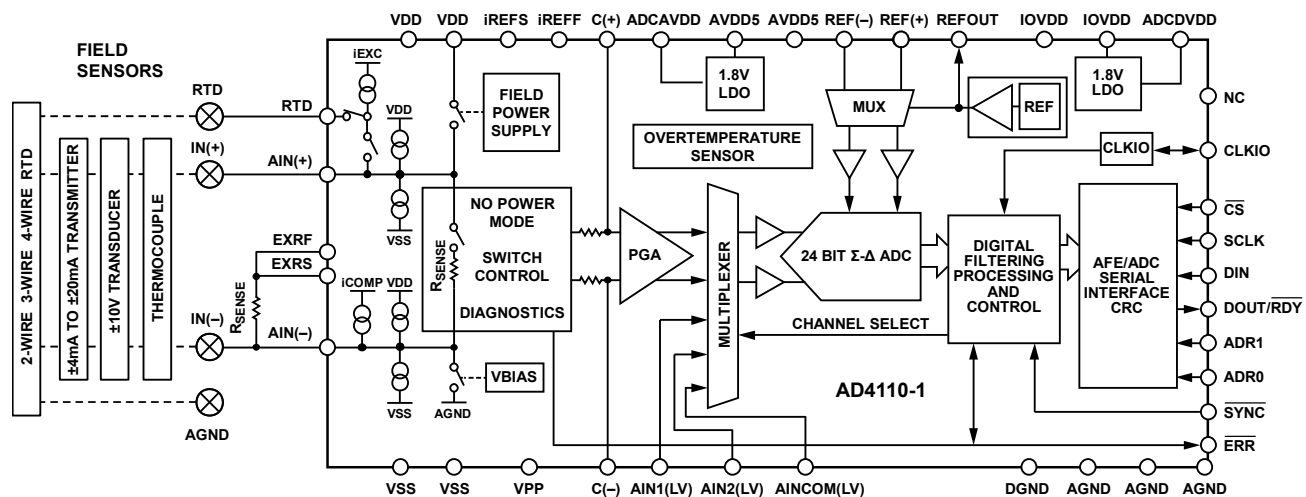 VDD VDD iREFS iREFF C(+) ADCAVDD AVDD5 AVDD5 REF(–) REF(+) REFOUT IOVDD IOVDD ADCDVDD
FIELD
SENSORS
2-WIRE 3-WIRE 4-WIRE RTD
±4mA TO ±20mA TRANSMITTER
±10V TRANSDUCER
THERMOCOUPLE
RTD
IN(+)
IN(–)
AGND
EXRF
EXRS
RSENSE
RTD
AIN(+)
AIN(–)
iEXC
VDD
VSS
iCOMP
VDD
VSS
FIELD
POWER
SUPPLY
RSENSE
NO POWER
MODE
SWITCH
CONTROL
DIAGNOSTICS
VBIAS
AGND
PGA
1.8V
LDO
OVERTEMPERATURE
SENSOR
MUX
REF
1.8V
LDO
MULTIPLEXER
24 BIT Σ-Δ ADC
DIGITAL
FILTERING
PROCESSING
AND
CONTROL
CHANNEL SELECT
CLKIO
AFE/ADC
SERIAL
INTERFACE
CRC
AD4110-1
NC
CLKIO
CS
SCLK
DIN
DOUT/RDY
ADR1
ADR0
SYNC
ERR
VSS VSS VPP C(–) AIN1(LV) AIN2(LV) AINCOM(LV) DGND AGND AGND AGND